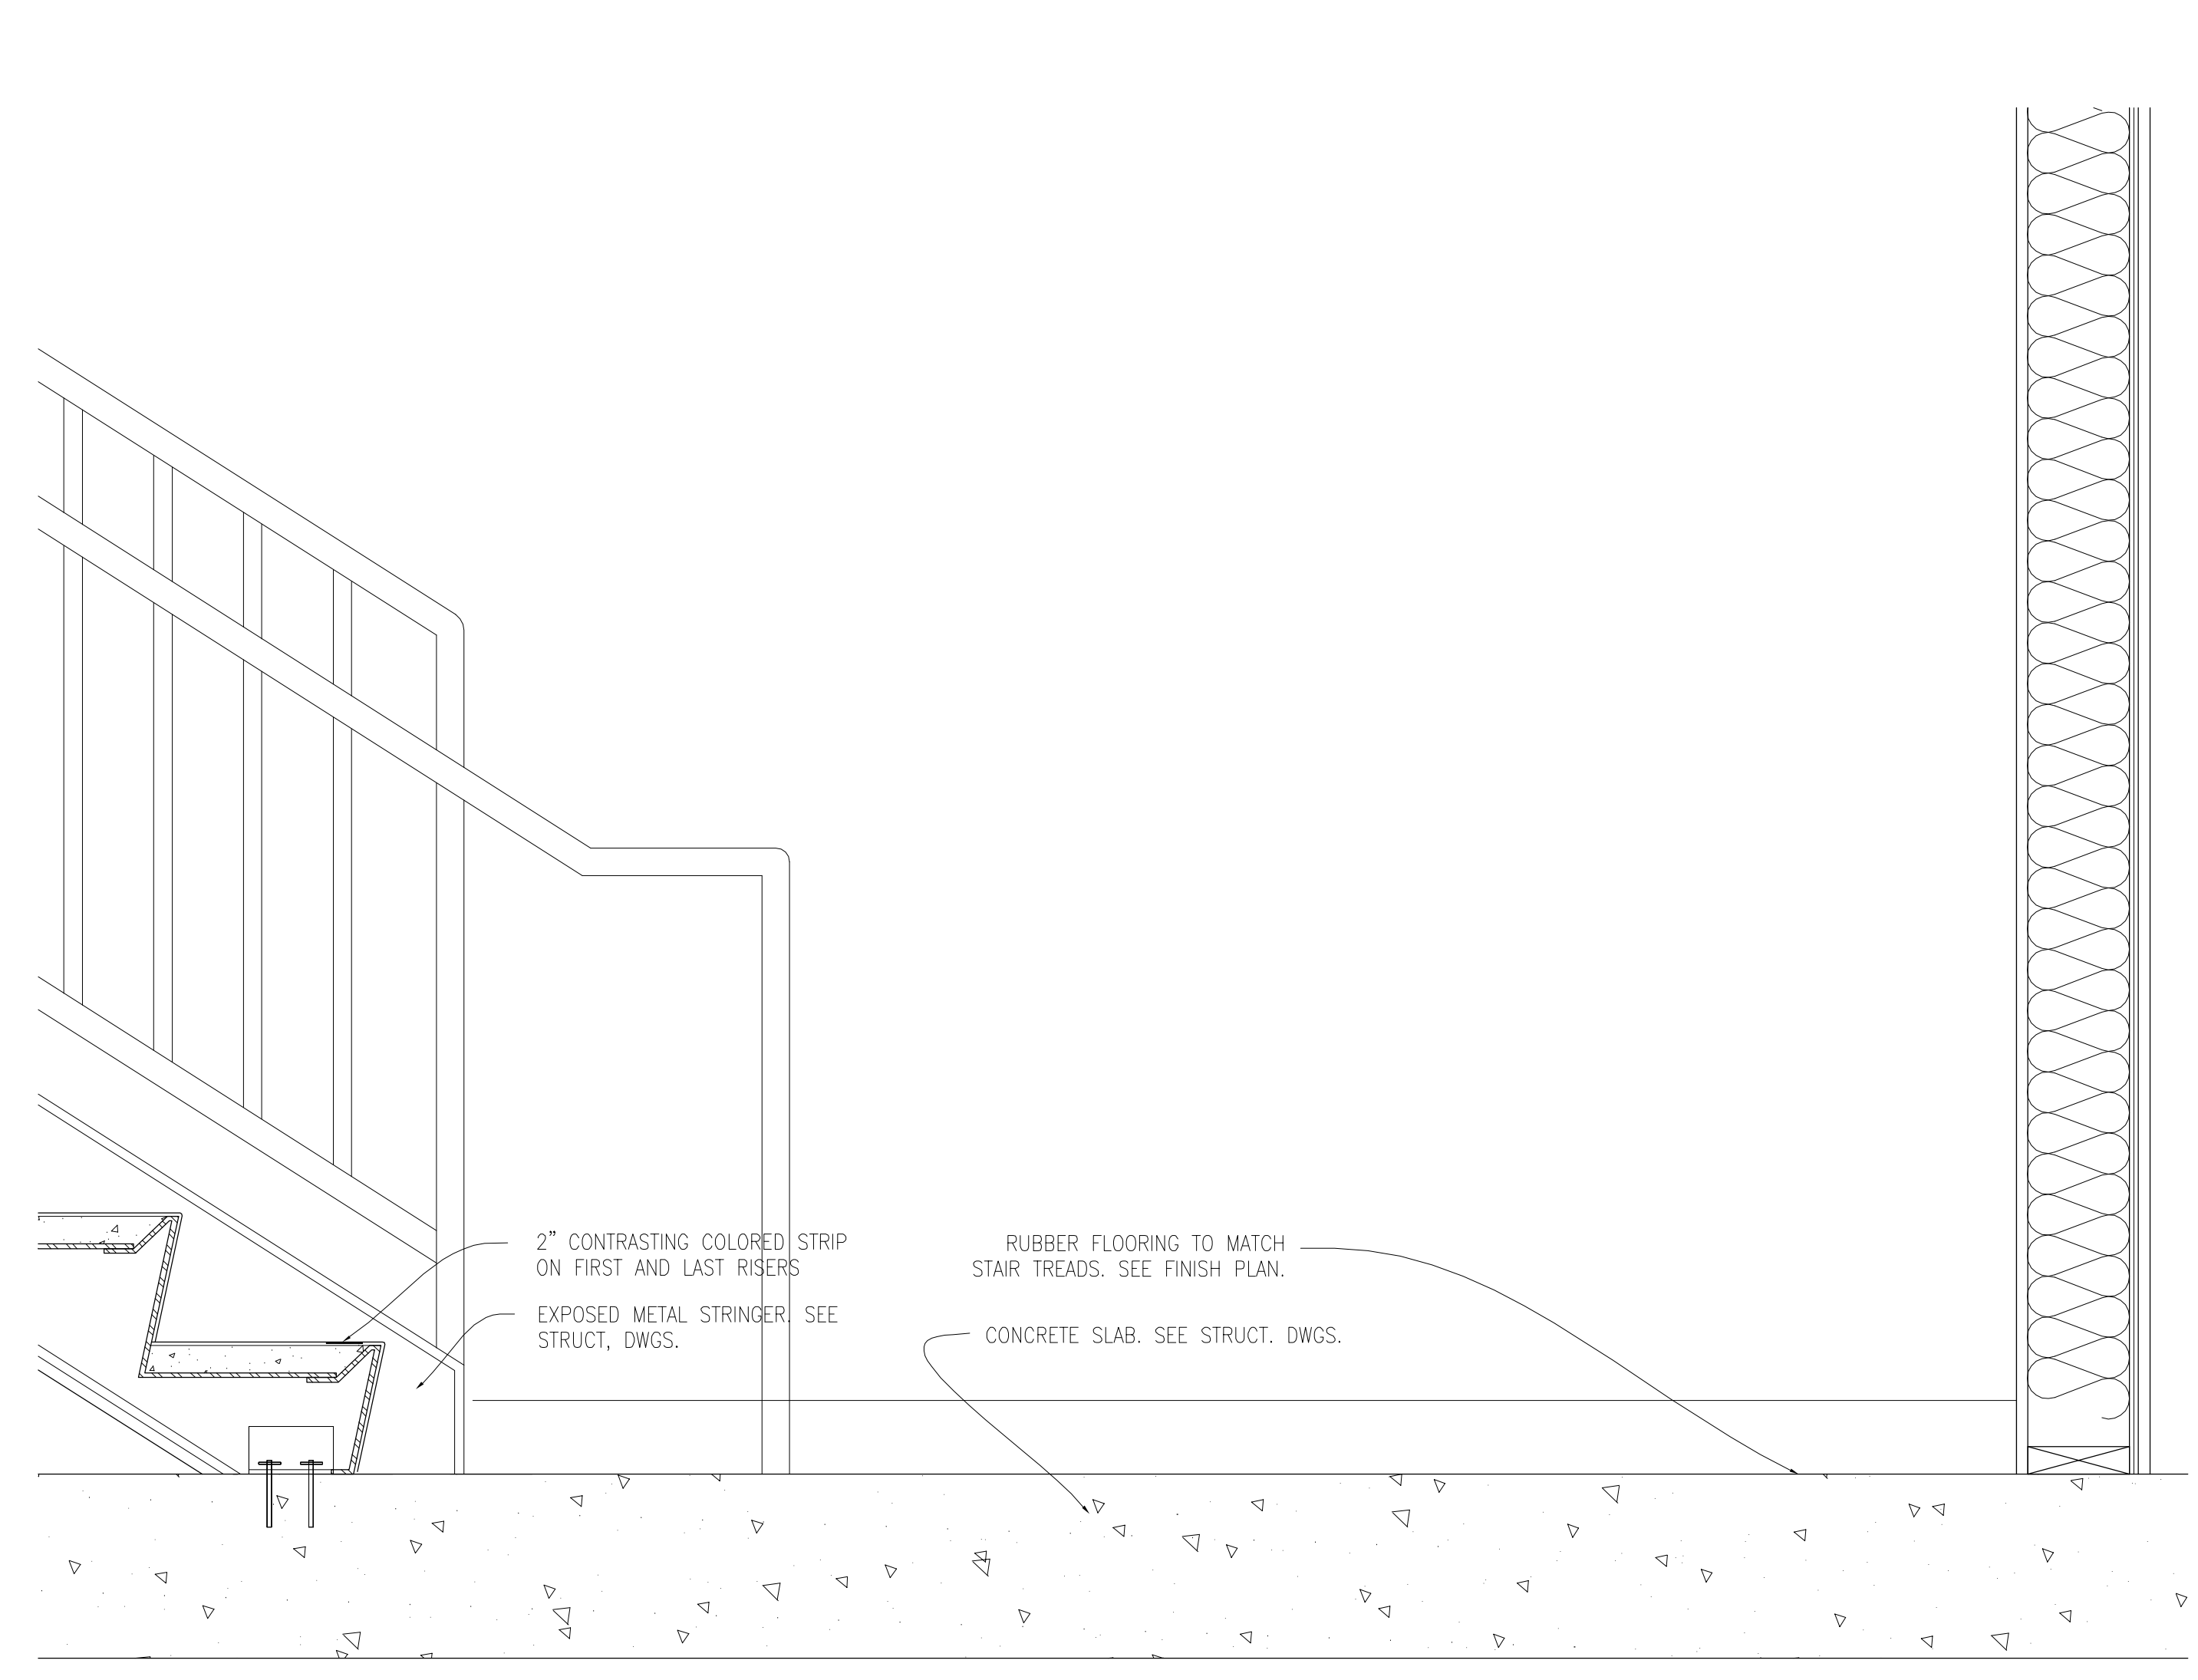 2” CONTRASTING COLORED STRIP
ON FIRST AND LAST RISERS
EXPOSED METAL STRINGER. SEE
STRUCT, DWGS.
RUBBER FLOORING TO MATCH
STAIR TREADS. SEE FINISH PLAN.
CONCRETE SLAB. SEE STRUCT. DWGS.